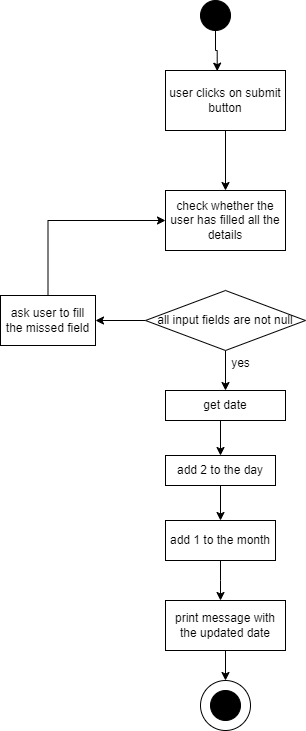 user clicks on submit
button
check whether the
user has filled all the
details
ask user to fill
the missed field
all input fields are not null
yes
get date
add 2 to the day
add 1 to the month
print message with
the updated date